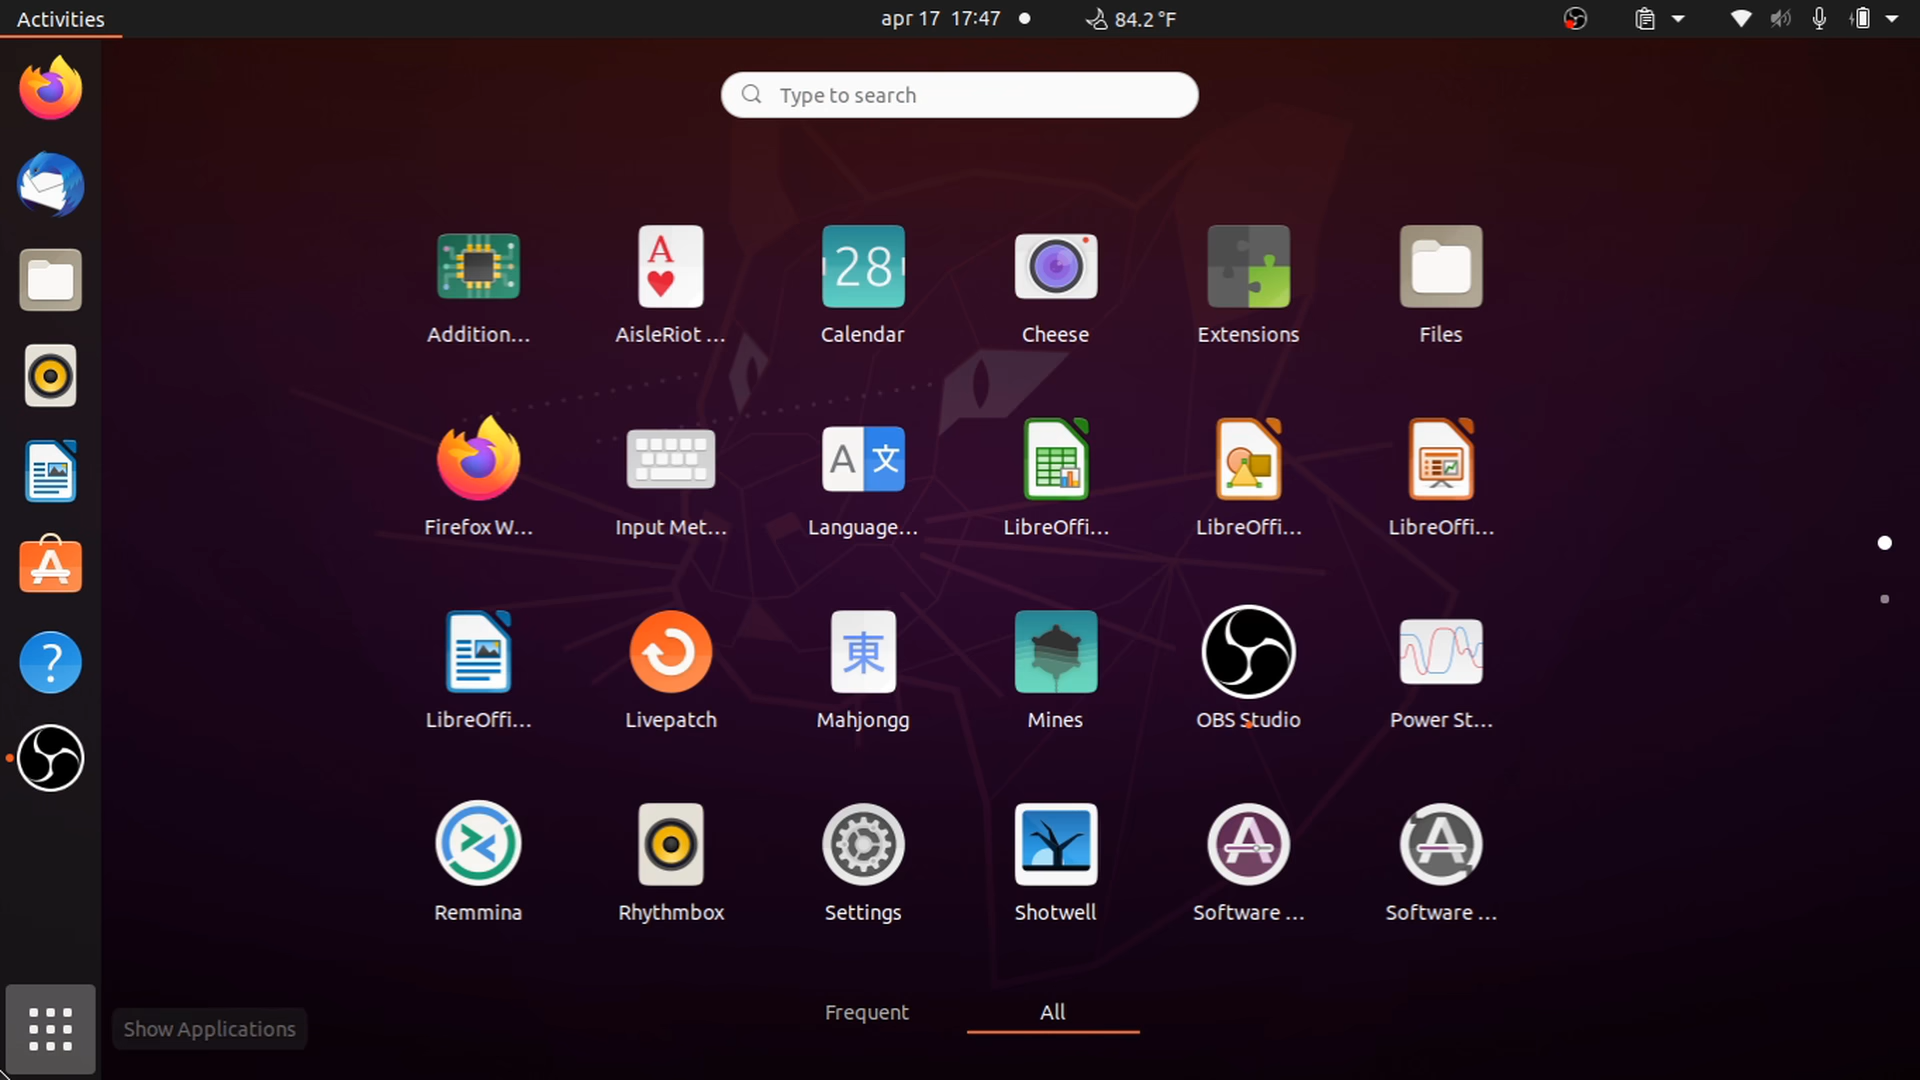 Activities
apr 17 17:47
84.2 °F
Type to search
Addition...
A
AisleRiot ...
28
Calendar
Cheese
Extensions
Files
Firefox W...
Input Met...
A 文
Language...
LibreOffi...
LibreOffi...
LibreOffi...
LibreOffi...
Livepatch
東
Mahjongg
Mines
OBS Studio
Power St...
Remmina
Rhythmbox
Settings
Shotwell
Software ...
Software ...
?
Frequent
All
Show Applications